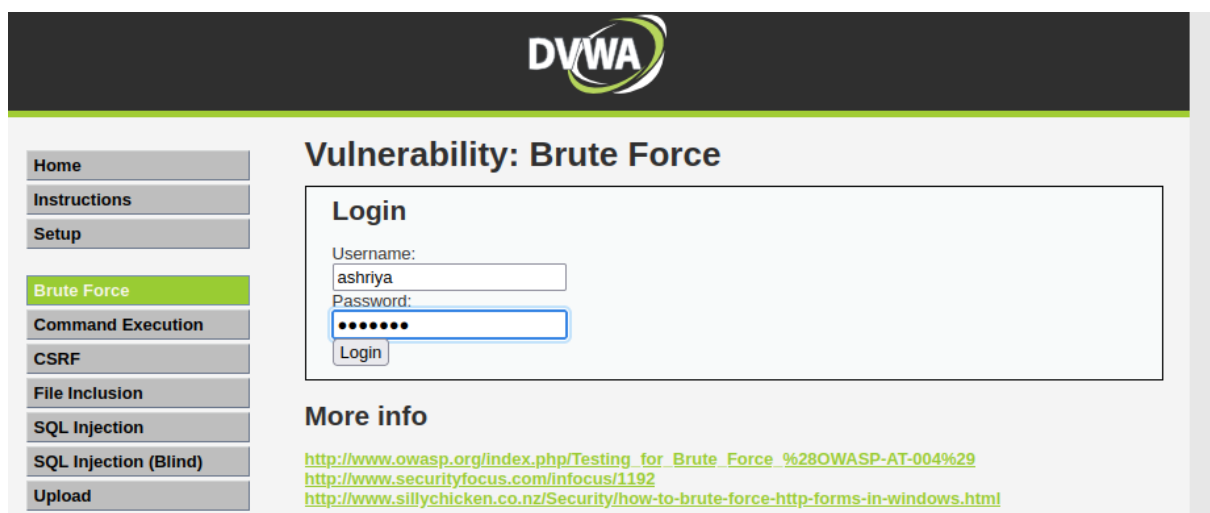 DVWA
Home
Instructions
Setup
Brute Force
Command Execution
CSRF
File Inclusion
SQL Injection
SQL Injection (Blind)
Upload
Vulnerability: Brute Force
Login
Username:
ashriya
Password:
•••••••
Login
More info
http://www.owasp.org/index.php/Testing_for_Brute_Force_%28OWASP-AT-004%29
http://www.securityfocus.com/infocus/1192
http://www.sillychicken.co.nz/Security/how-to-brute-force-http-forms-in-windows.html